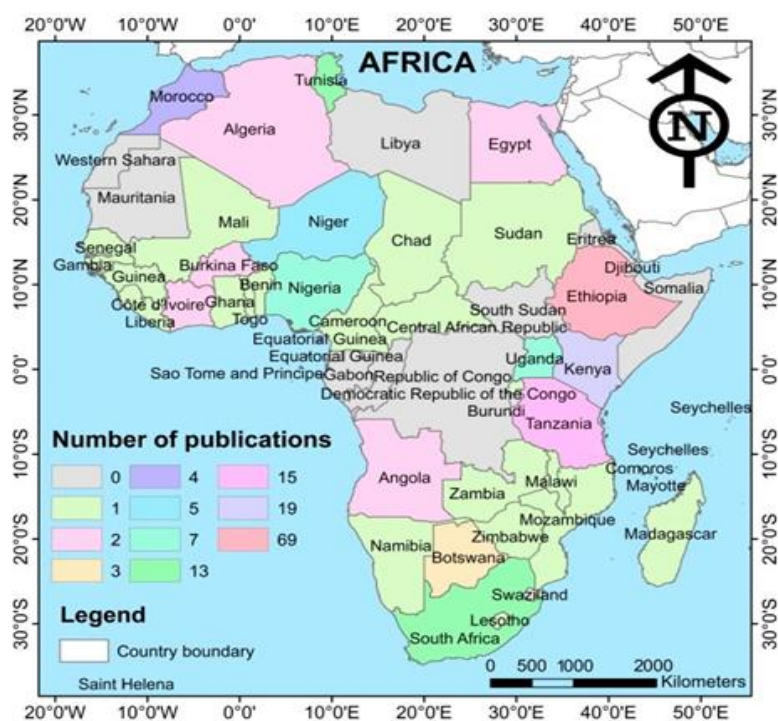 20°0'W 10°0'W 0°0' 10°0'E 20°0'E 30°0'E 40°0'E 50°0'E
AFRICA
N
30°0'N 30°0'N
20°0'N 20°0'N
10°0'N 10°0'N
0°0' 0°0'
10°0'S 10°0'S
20°0'S 20°0'S
30°0'S 30°0'S
Tunisia
Morocco
Algeria
Libya
Egypt
Western Sahara
Mauritania
Mali
Niger
Chad
Sudan
Eritrea
Senegal
Gambia
Guinea
Burkina Faso
Benin
Nigeria
Djibouti
Somalia
Ethiopia
Côte d'Ivoire
Ghana
Liberia
Togo
Cameroon
Central African Republic
South Sudan
Equatorial Guinea
Equatorial Guinea
Sao Tome and Principe
Gabon
Republic of Congo
Democratic Republic of the Congo
Uganda
Kenya
Burundi
Tanzania
Seychelles
Seychelles
Comoros
Mayotte
Angola
Zambia
Malawi
Mozambique
Zimbabwe
Madagascar
Namibia
Botswana
Swaziland
Lesotho
South Africa
Number of publications
0 4 15
1 5 19
2 7 69
3 13
Legend
Country boundary
Saint Helena
0 500 1000 2000
Kilometers
20°0'W 10°0'W 0°0' 10°0'E 20°0'E 30°0'E 40°0'E 50°0'E